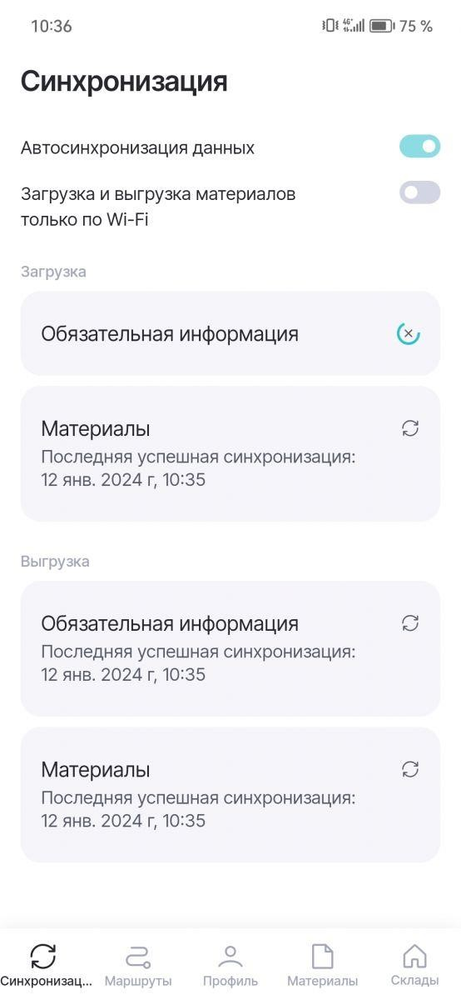 10:36
4G+
75 %
Синхронизация
Автосинхронизация данных
Загрузка и выгрузка материалов
только по Wi-Fi
Загрузка
Обязательная информация
Материалы
Последняя успешная синхронизация:
12 янв. 2024 г, 10:35
Выгрузка
Обязательная информация
Последняя успешная синхронизация:
12 янв. 2024 г, 10:35
Материалы
Последняя успешная синхронизация:
12 янв. 2024 г, 10:35
Синхронизац...
Маршруты
Профиль
Материалы
Склады